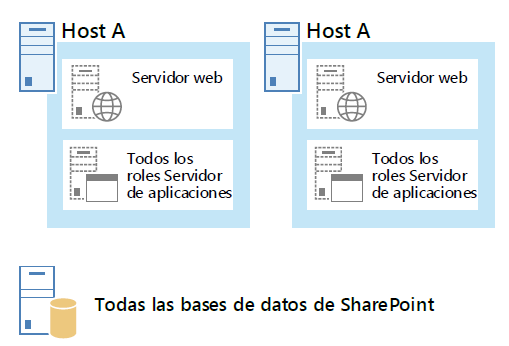 Host A
Servidor web
Todos los
roles Servidor
de aplicaciones
Host A
Servidor web
Todos los
roles Servidor
de aplicaciones
Todas las bases de datos de SharePoint